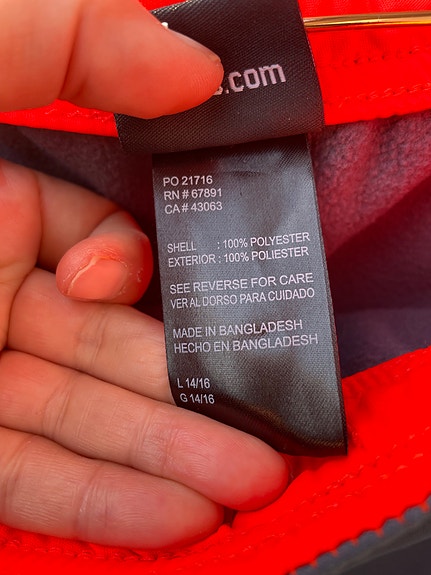 .com
PO 21716
RN # 67891
CA # 43063
SHELL : 100% POLYESTER
EXTERIOR : 100% POLIESTER
SEE REVERSE FOR CARE
VER AL DORSO PARA CUIDADO
MADE IN BANGLADESH
HECHO EN BANGLADESH
L 14/16
G 14/16